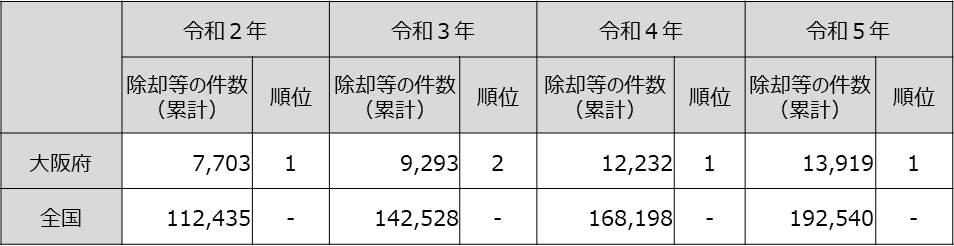 令和２年 令和３年 令和４年 令和５年
除却等の件数 順位 除却等の件数 順位 除却等の件数 順位 除却等の件数 順位
（累計） （累計） （累計） （累計）
大阪府 7,703 1 9,293 2 12,232 1 13,919 1
全国 112,435 - 142,528 - 168,198 - 192,540 -